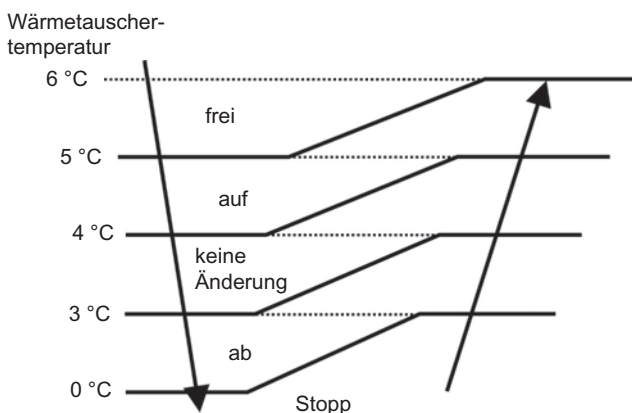 Wärmetauscher-
temperatur
6 °C
frei
5 °C
auf
4 °C
keine
Änderung
3 °C
ab
0 °C
Stopp